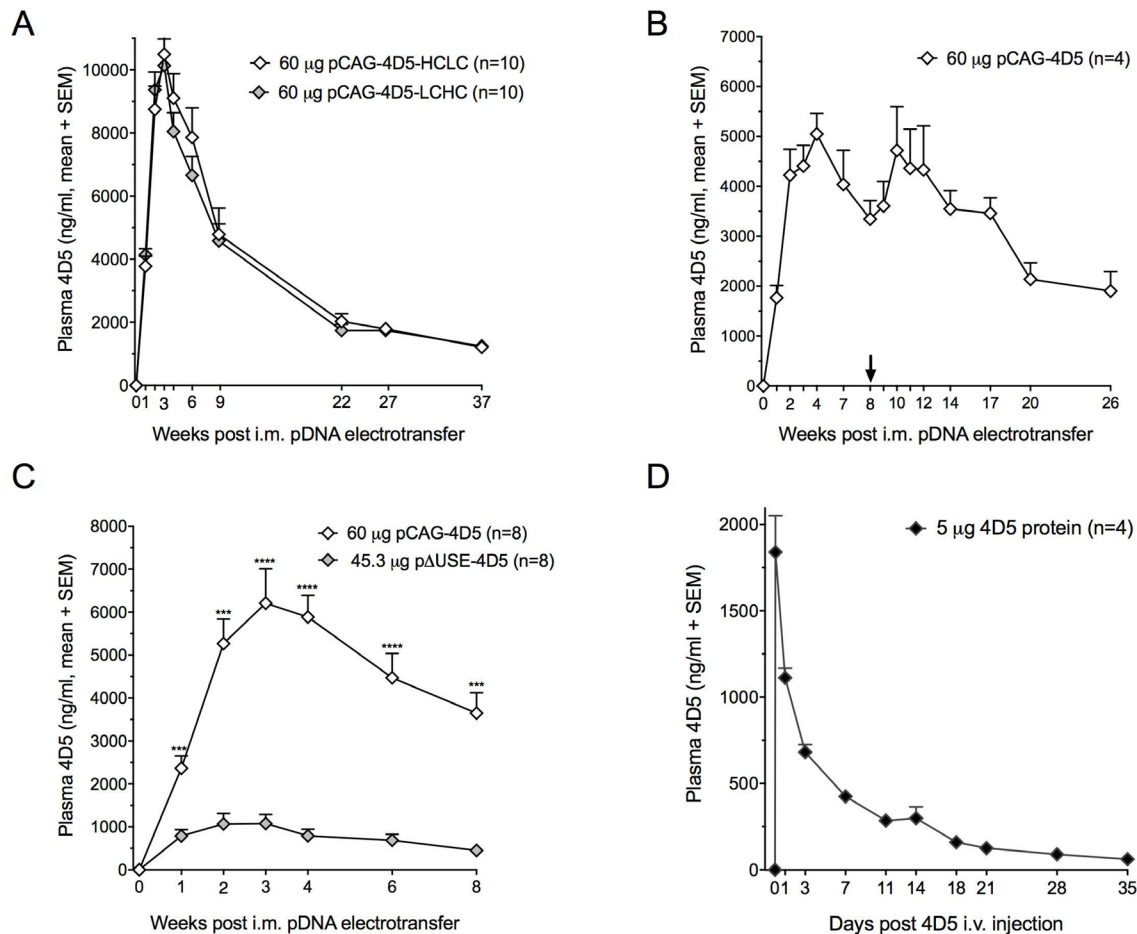 A
60 µg pCAG-4D5-HCLC (n=10)
60 µg pCAG-4D5-LCHC (n=10)
Plasma 4D5 (ng/ml, mean + SEM)
10000
8000
6000
4000
2000
0
01 3 6 9 22 27 37
Weeks post i.m. pDNA electrotransfer
B
60 µg pCAG-4D5 (n=4)
Plasma 4D5 (ng/ml, mean + SEM)
7000
6000
5000
4000
3000
2000
1000
0
0 2 4 7 8 10 12 14 17 20 26
Weeks post i.m. pDNA electrotransfer
C
60 µg pCAG-4D5 (n=8)
45.3 µg pΔUSE-4D5 (n=8)
Plasma 4D5 (ng/ml, mean + SEM)
8000
7000
6000
5000
4000
3000
2000
1000
0
*** *** **** **** **** ***
0 1 2 3 4 6 8
Weeks post i.m. pDNA electrotransfer
D
5 µg 4D5 protein (n=4)
Plasma 4D5 (ng/ml + SEM)
2000
1500
1000
500
0
01 3 7 11 14 18 21 28 35
Days post 4D5 i.v. injection